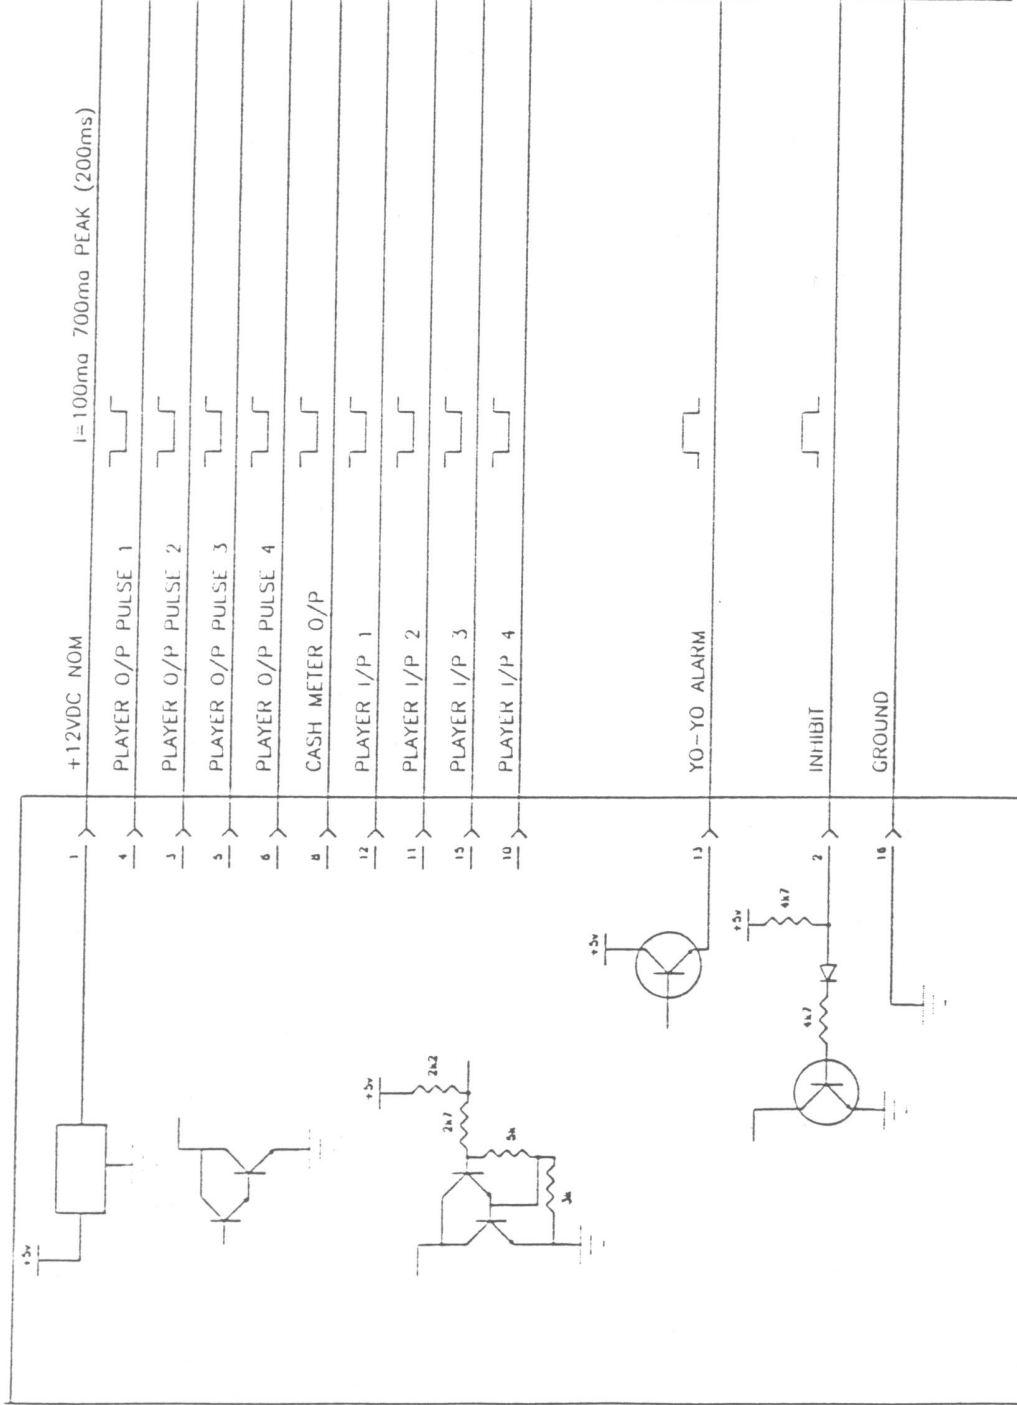 I=100ma 700ma PEAK (200ms)
+12VDC NOM
1
PLAYER O/P PULSE 1
4
PLAYER O/P PULSE 2
3
PLAYER O/P PULSE 3
5
PLAYER O/P PULSE 4
6
CASH METER O/P
8
PLAYER I/P 1
12
PLAYER I/P 2
11
PLAYER I/P 3
15
PLAYER I/P 4
10
YO-YO ALARM
13
INHIBIT
2
GROUND
16
+5v
+5v
2k2
2k7
5k
3k
+5v
+5v
4k7
4k7